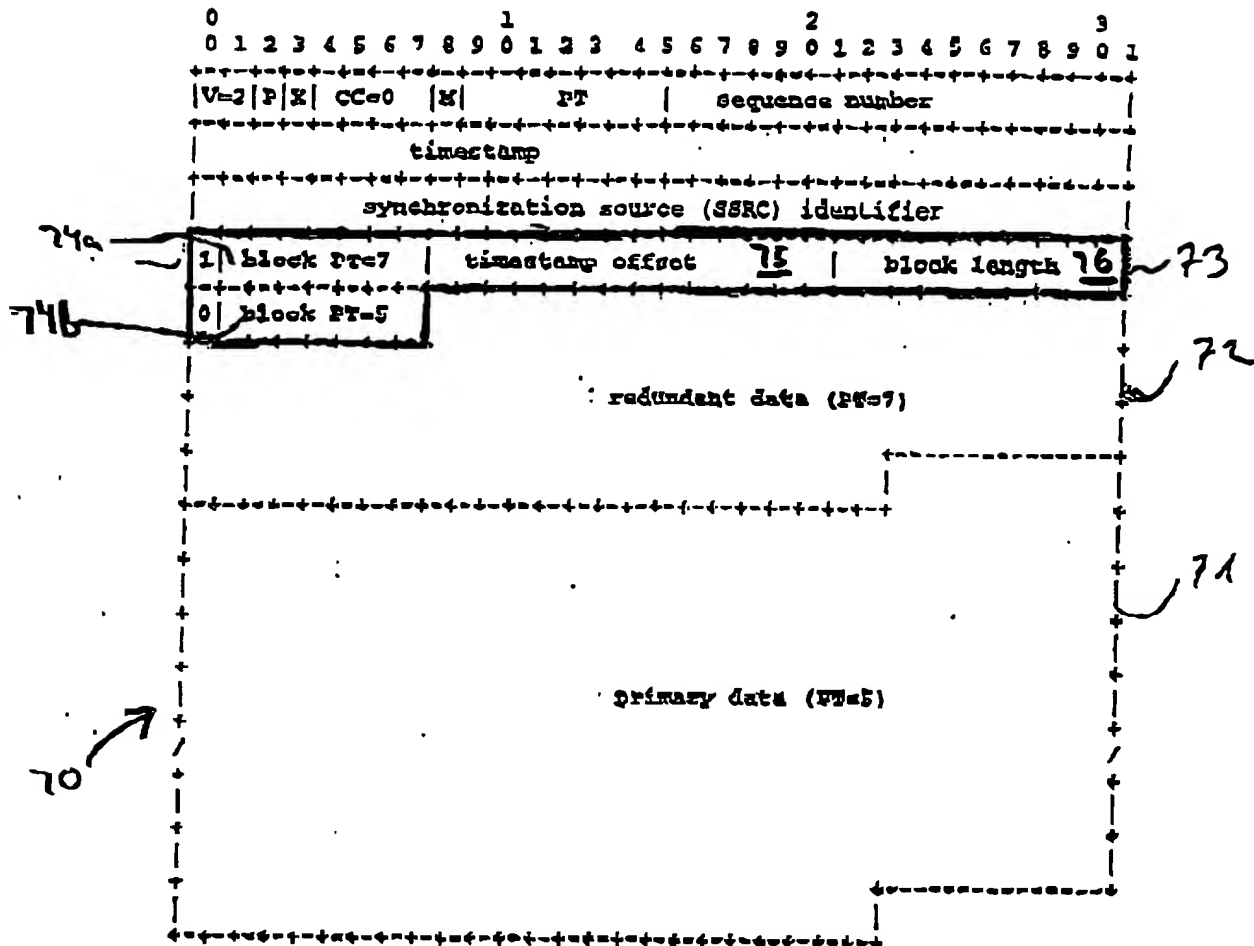 0 1 2 3
0 1 2 3 4 5 6 7 8 9 0 1 2 3 4 5 6 7 8 9 0 1 2 3 4 5 6 7 8 9 0 1
|V=2|P|X| CC=0 |M| PT | sequence number
timestamp
synchronization source (SSRC) identifier
74a 1| block PT=7 | timestamp offset 75 | block length 76 73
74b 0| block PT=5
72
redundant data (PT=7)
71
primary data (PT=5)
70